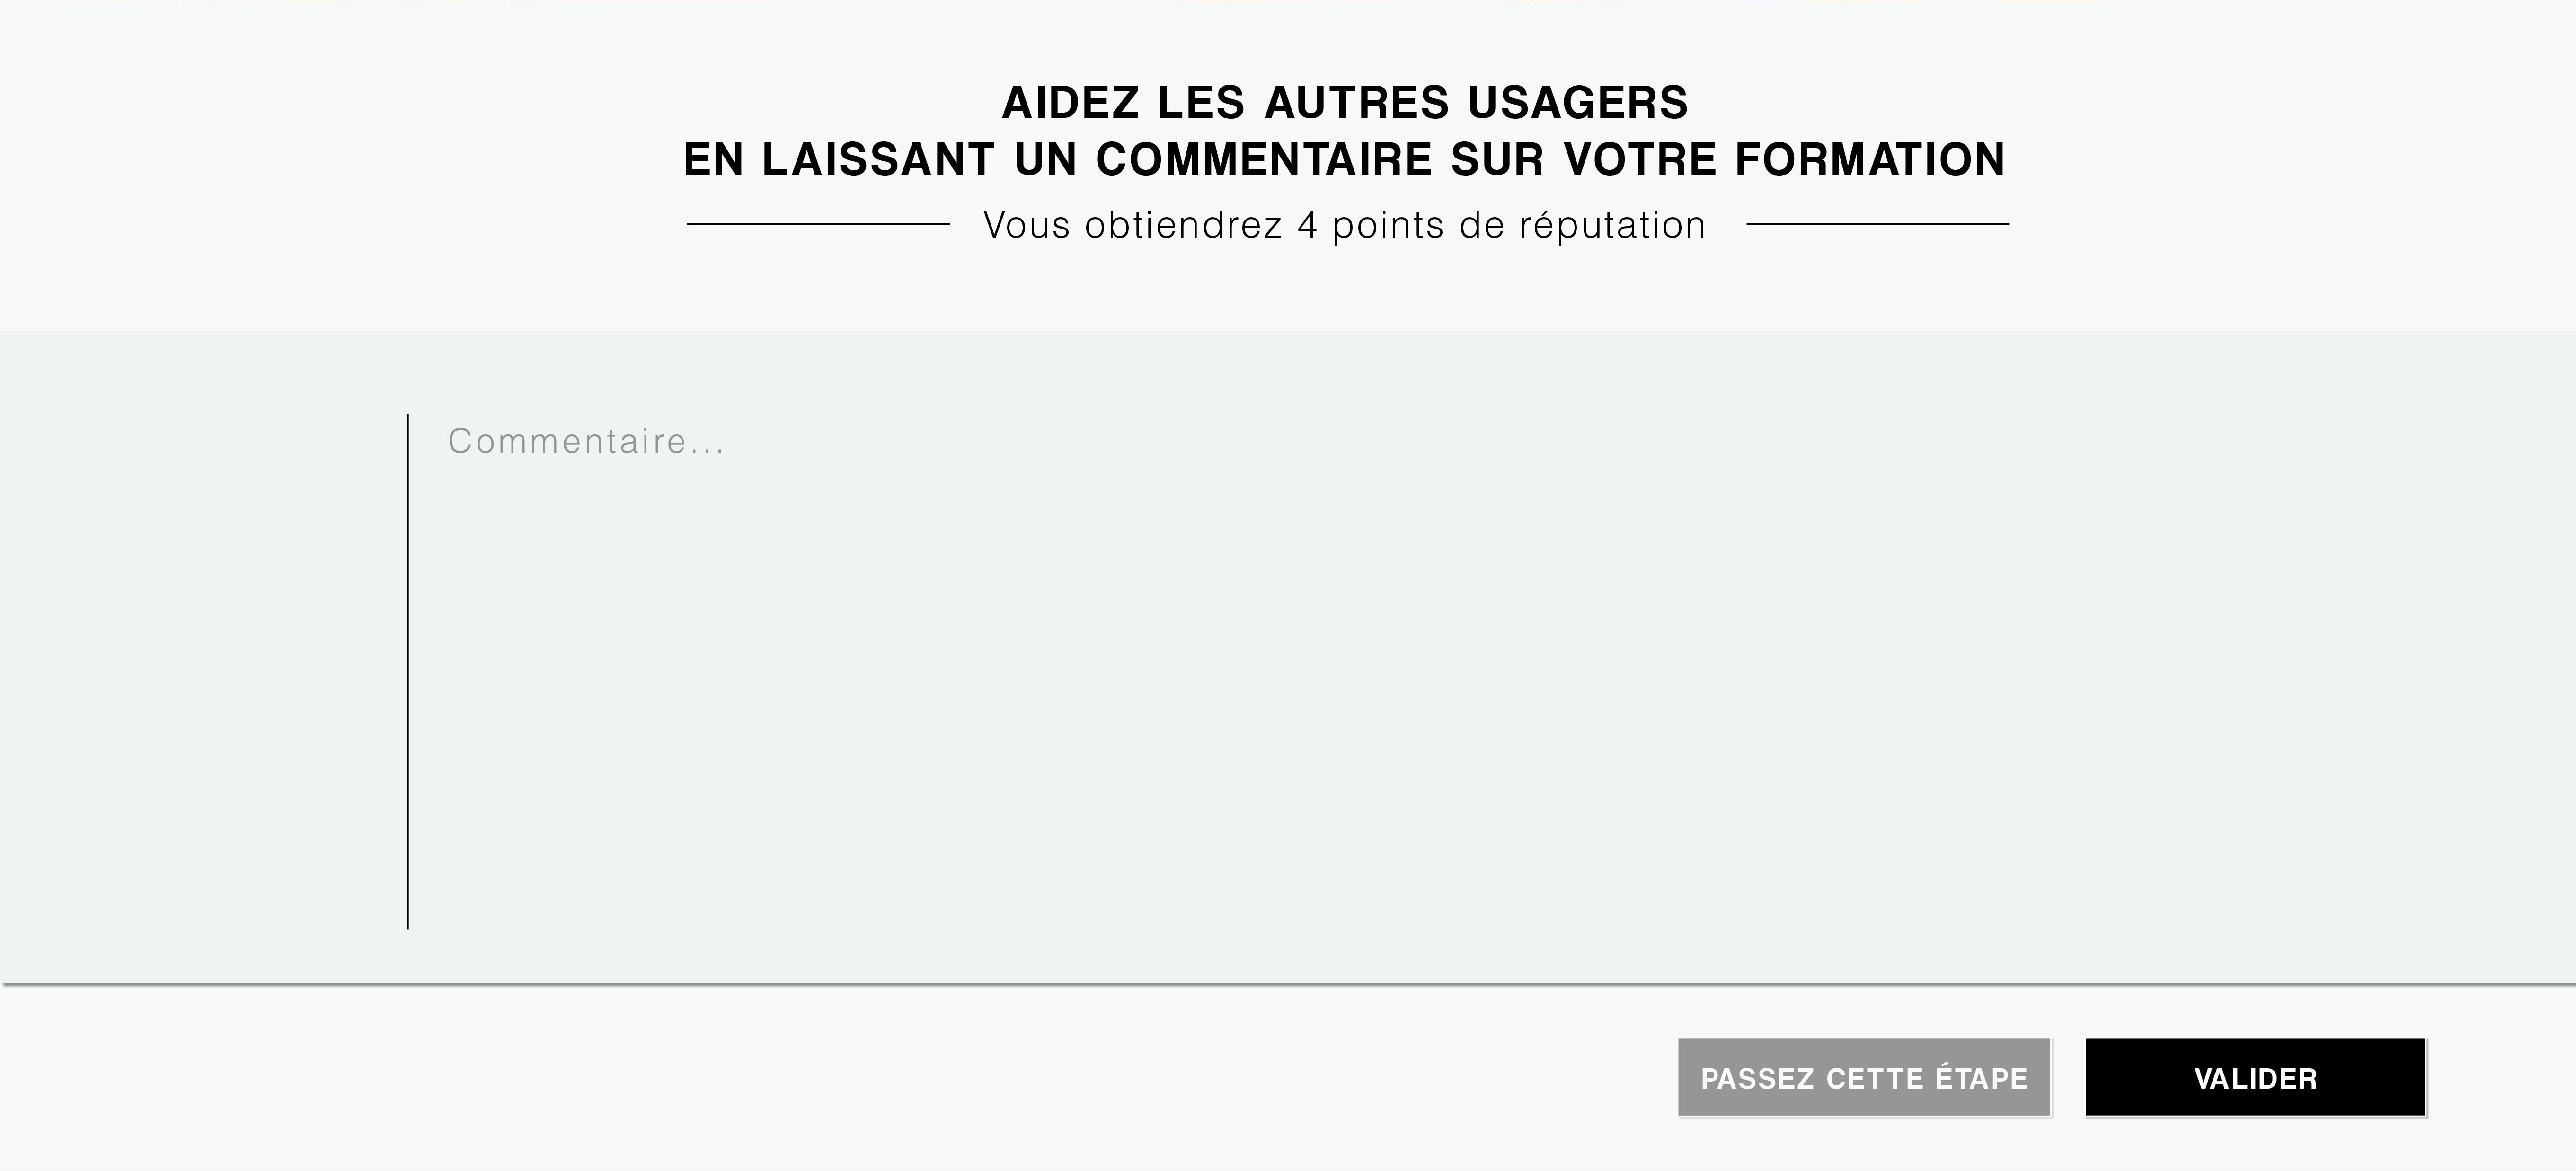 AIDEZ LES AUTRES USAGERS
EN LAISSANT UN COMMENTAIRE SUR VOTRE FORMATION
Vous obtiendrez 4 points de réputation
Commentaire...
PASSEZ CETTE ÉTAPE
VALIDER